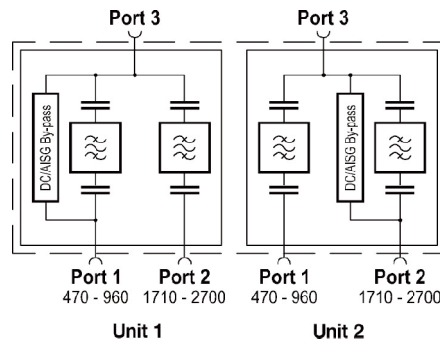 Port 3
Port 3
DC/AISG By-pass
DC/AISG By-pass
Port 1
Port 2
Port 1
Port 2
470 - 960
1710 - 2700
470 - 960
1710 - 2700
Unit 1
Unit 2